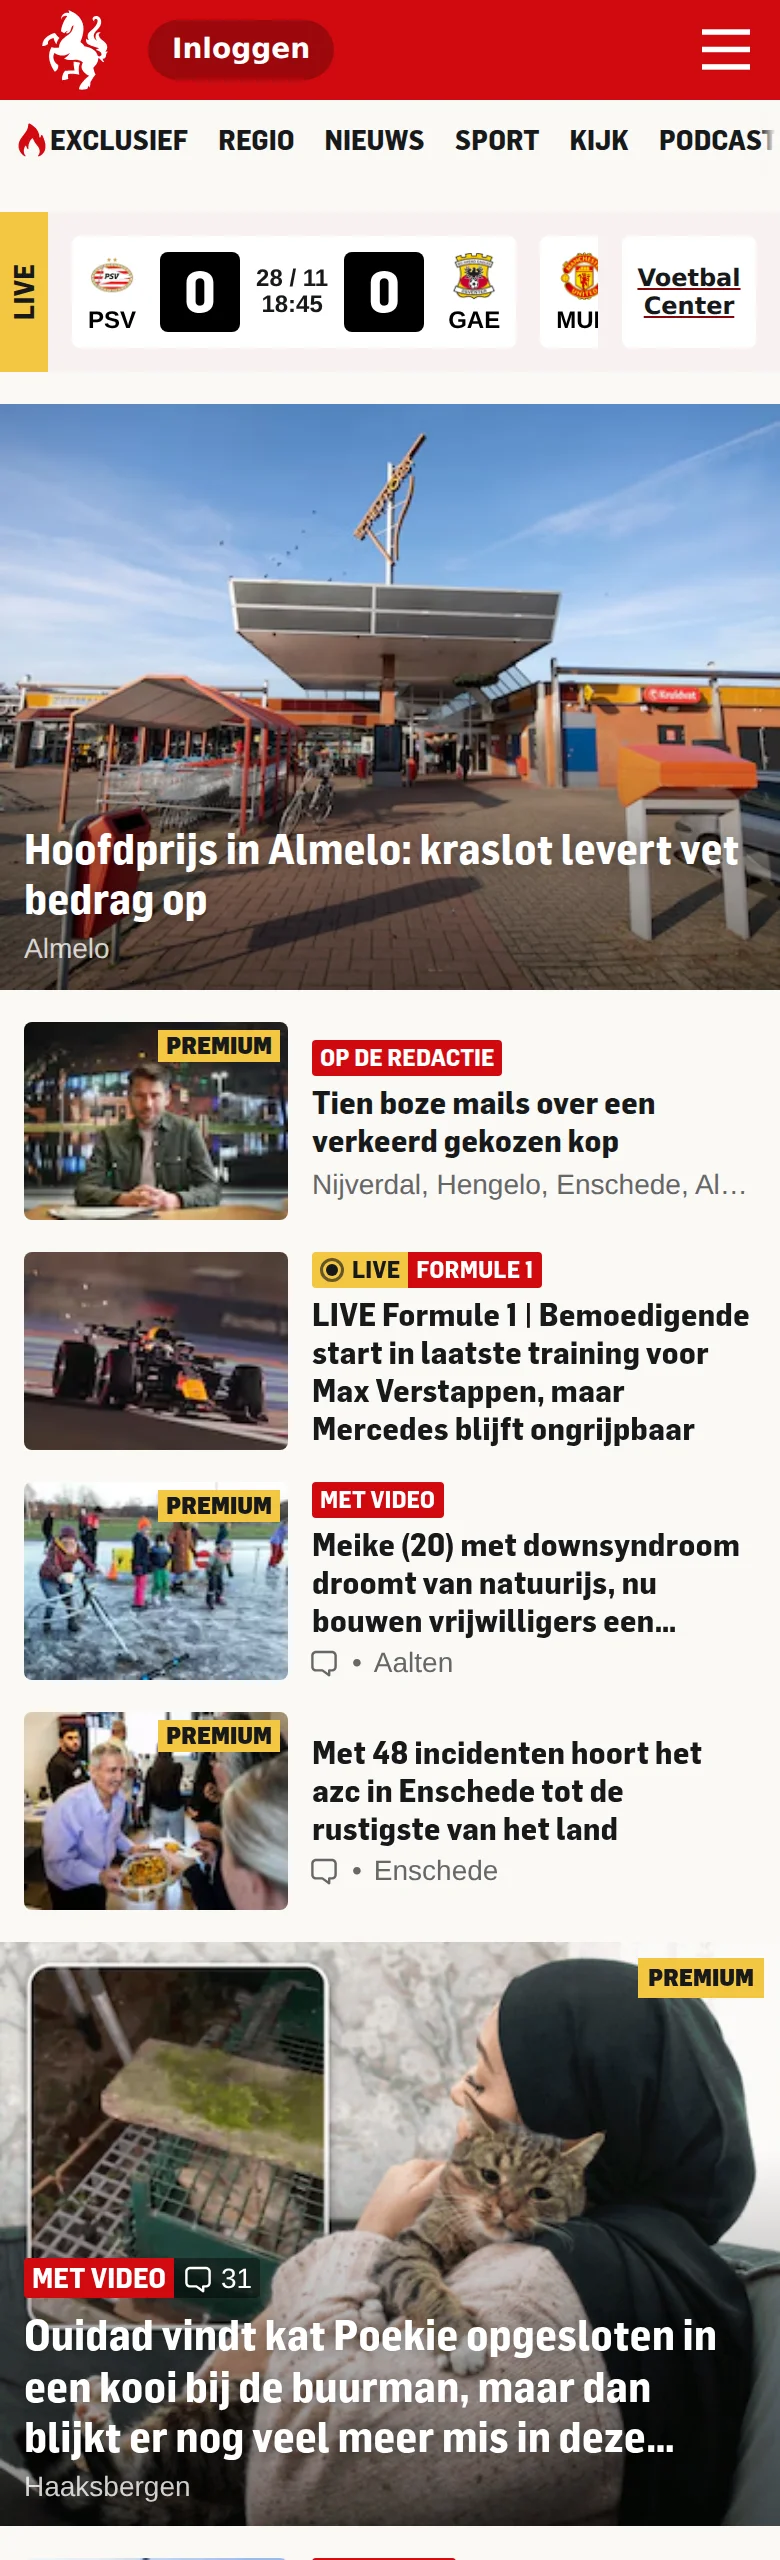 Inloggen
EXCLUSIEF REGIO NIEUWS SPORT KIJK PODCAST
LIVE
PSV
PSV
0
28 / 11
18:45
0
GAE
MUN
Voetbal
Center
Kruidvat
Hoofdprijs in Almelo: kraslot levert vet
bedrag op
Almelo
PREMIUM
OP DE REDACTIE
Tien boze mails over een
verkeerd gekozen kop
Nijverdal, Hengelo, Enschede, Al...
LIVE FORMULE 1
LIVE Formule 1 | Bemoedigende
start in laatste training voor
Max Verstappen, maar
Mercedes blijft ongrijpbaar
PREMIUM
MET VIDEO
Meike (20) met downsyndroom
droomt van natuurijs, nu
bouwen vrijwilligers een...
• Aalten
PREMIUM
Met 48 incidenten hoort het
azc in Enschede tot de
rustigste van het land
• Enschede
PREMIUM
MET VIDEO 31
Ouidad vindt kat Poekie opgesloten in
een kooi bij de buurman, maar dan
blijkt er nog veel meer mis in deze...
Haaksbergen